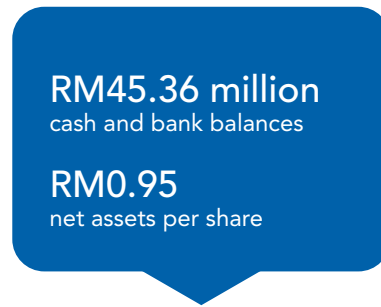 RM45.36 million
cash and bank balances
RM0.95
net assets per share